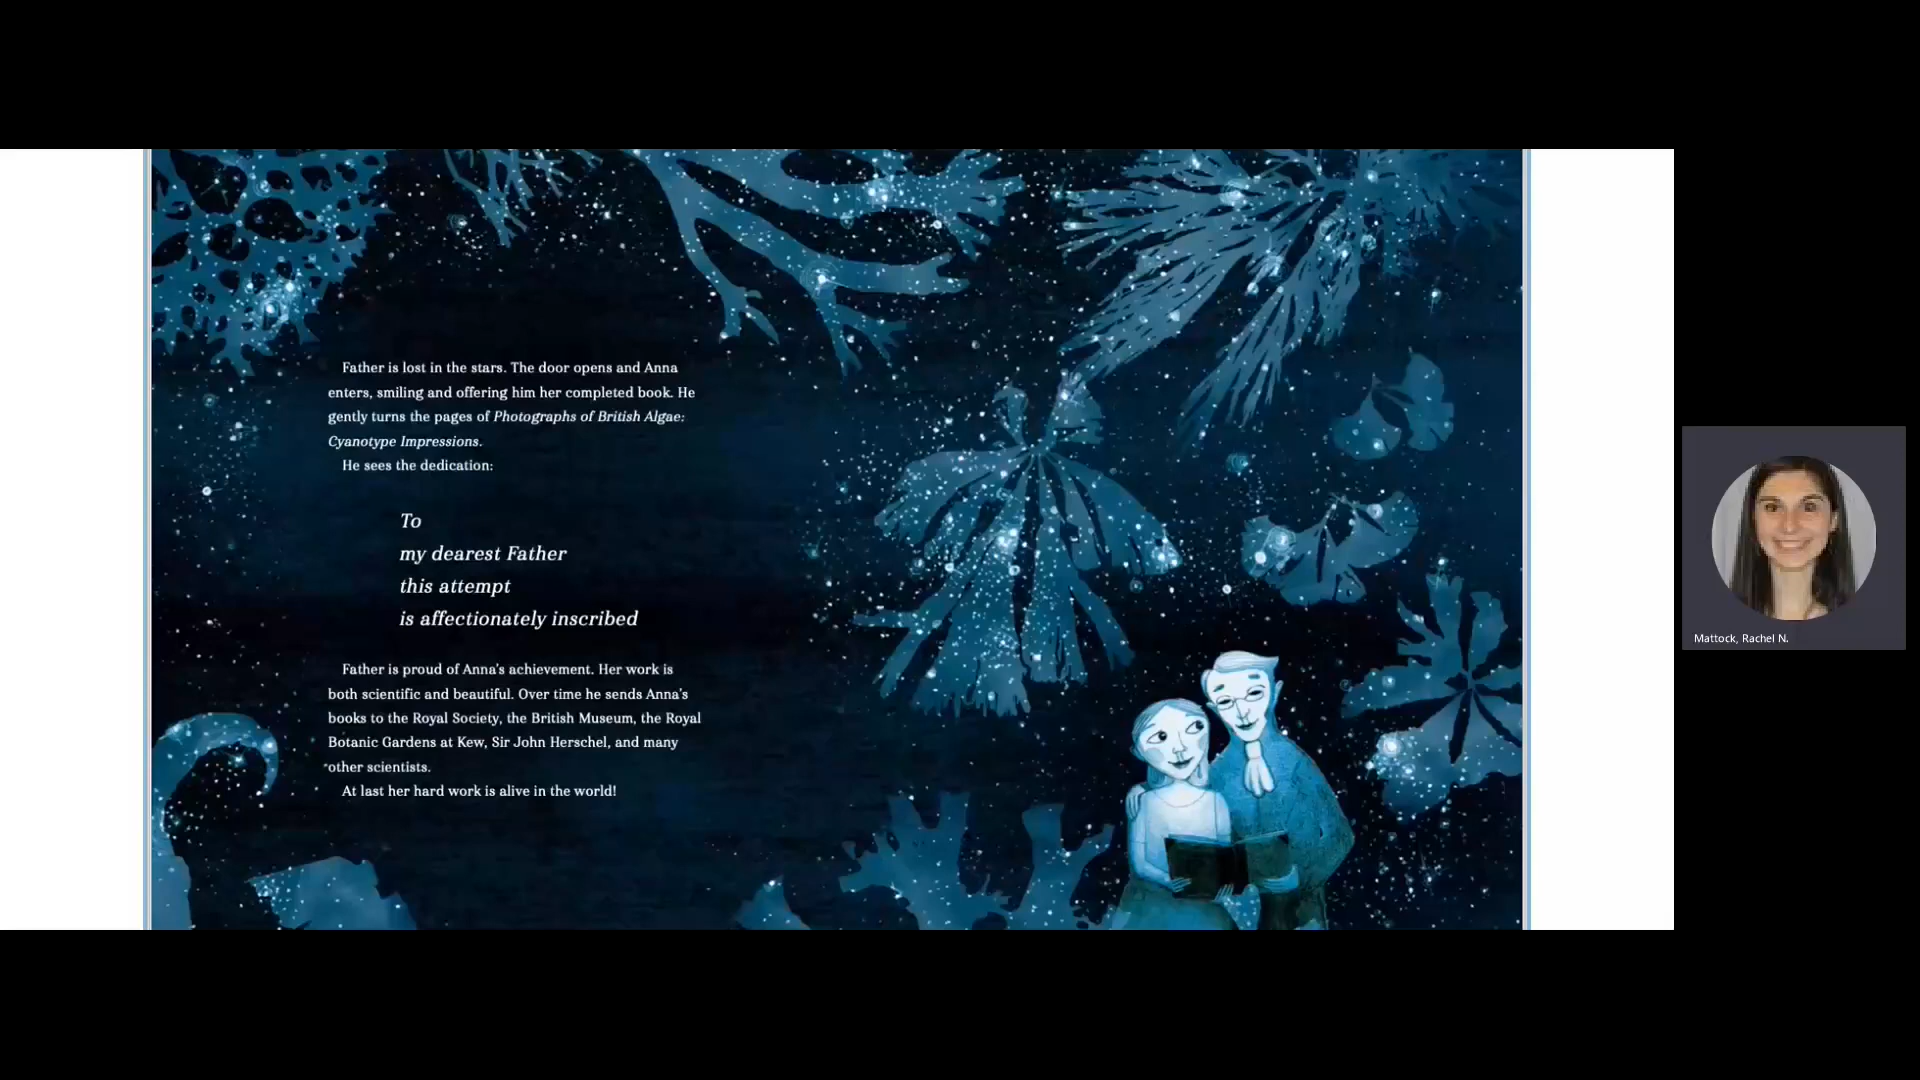 Father is lost in the stars. The door opens and Anna
enters, smiling and offering him her completed book. He
gently turns the pages of Photographs of British Algae:
Cyanotype Impressions.
He sees the dedication:
To
my dearest Father
this attempt
is affectionately inscribed
Father is proud of Anna's achievement. Her work is
both scientific and beautiful. Over time he sends Anna's
books to the Royal Society, the British Museum, the Royal
Botanic Gardens at Kew, Sir John Herschel, and many
other scientists.
At last her hard work is alive in the world!
Mattock, Rachel N.